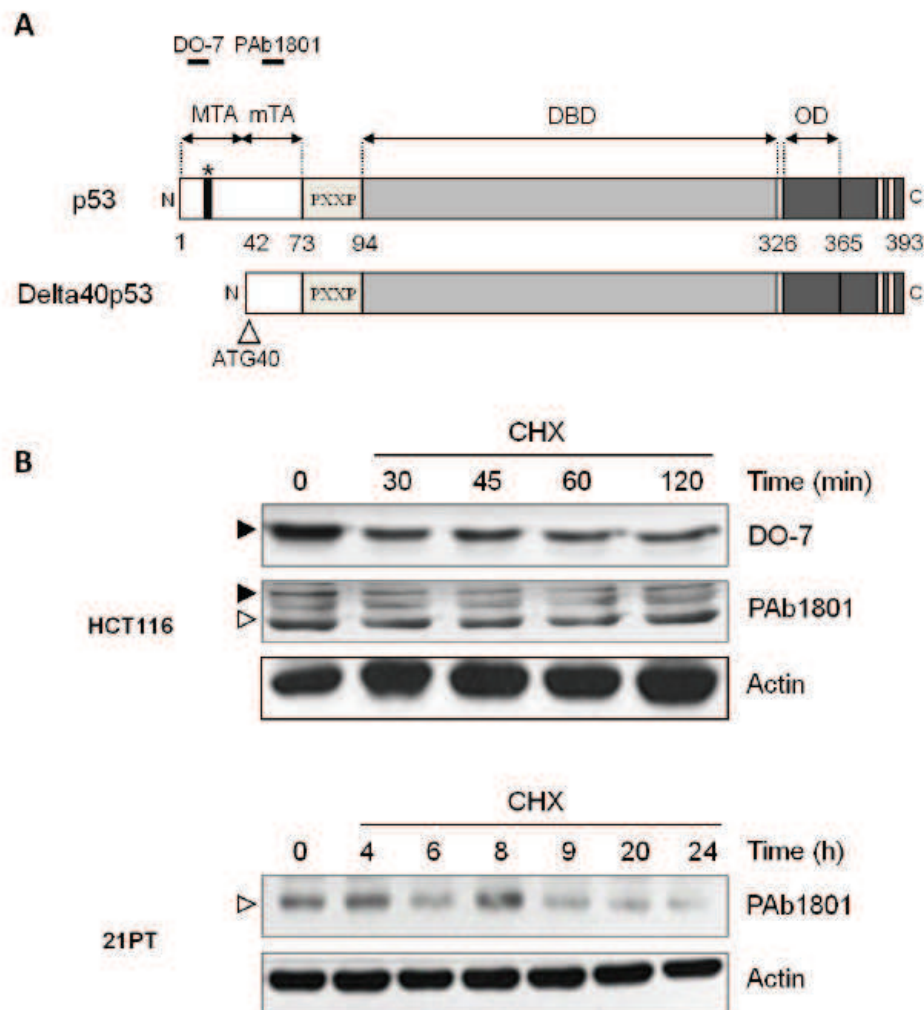 A
DO-7 PAb1801
MTA mTA DBD OD
*
p53 N PXXP C
1 42 73 94 326 365 393
Delta40p53 N PXXP C
ATG40
B
CHX
0 30 45 60 120 Time (min)
DO-7
HCT116
PAb1801
Actin
CHX
0 4 6 8 9 20 24 Time (h)
PAb1801
21PT
Actin